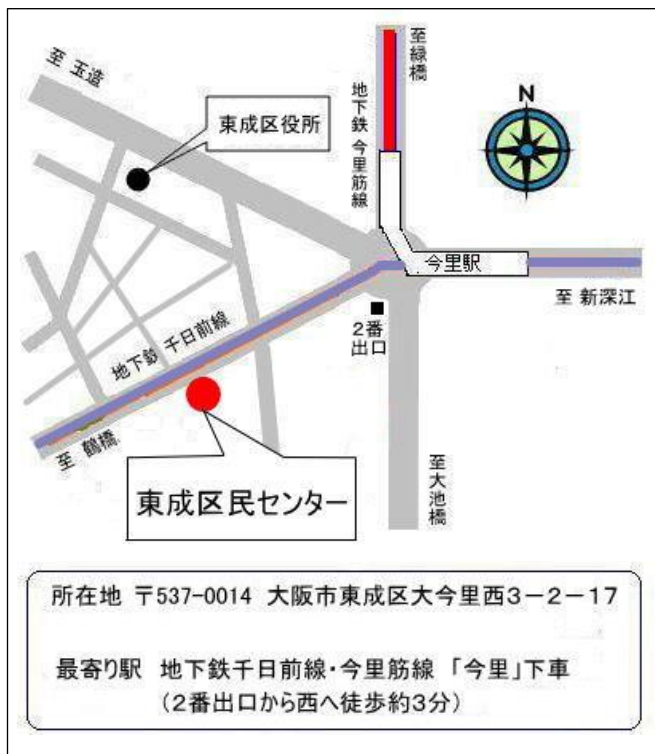 至 玉造
東成区役所
地下鉄 今里筋線
至緑橋
N
今里駅
至 新深江
2番
出口
地下鉄 千日前線
至 鶴橋
東成区民センター
至大池橋
所在地 〒537-0014 大阪市東成区大今里西3-2-17
最寄り駅 地下鉄千日前線・今里筋線 「今里」下車
(2番出口から西へ徒歩約3分)